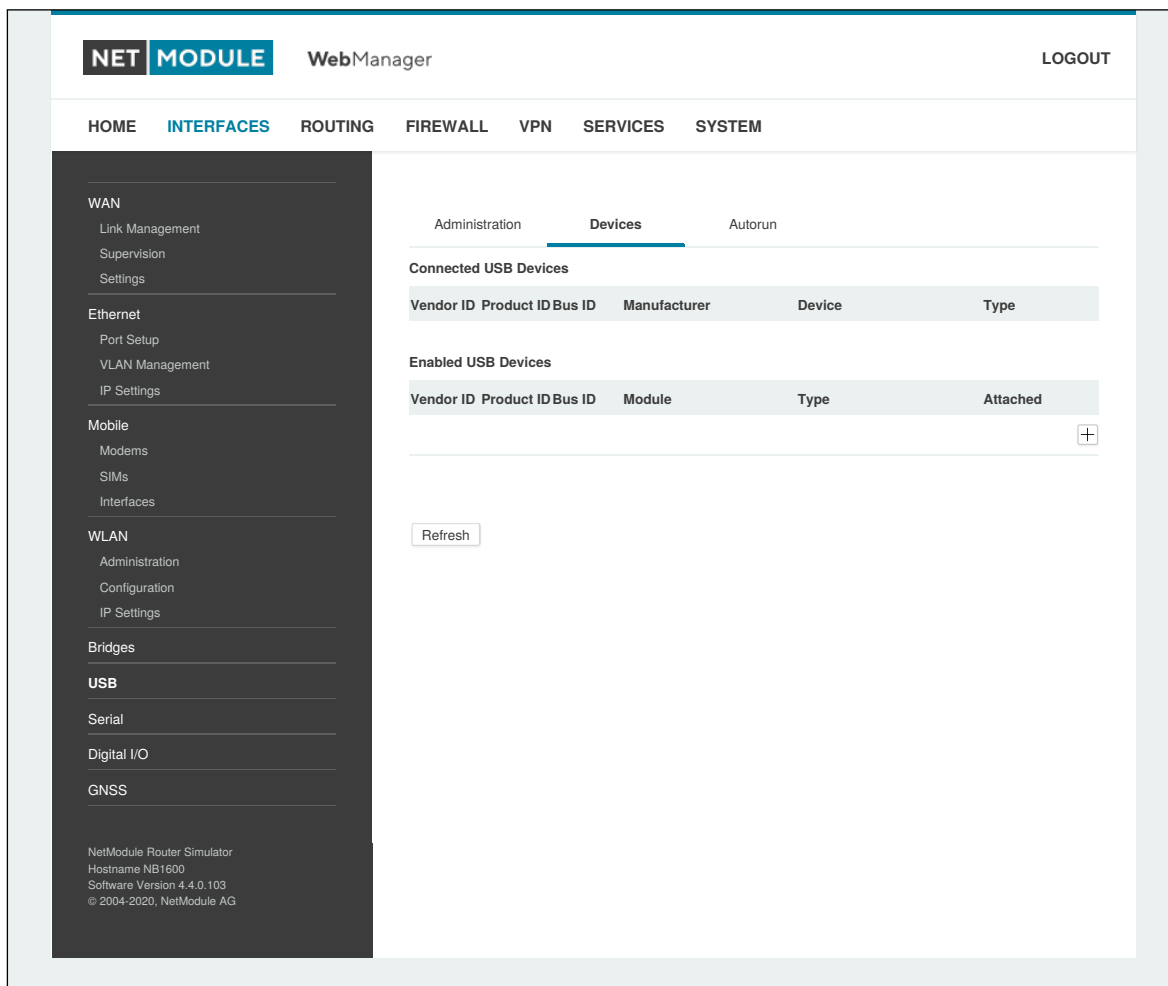 NET MODULE WebManager LOGOUT
HOME INTERFACES ROUTING FIREWALL VPN SERVICES SYSTEM
WAN
Link Management
Supervision
Settings
Ethernet
Port Setup
VLAN Management
IP Settings
Mobile
Modems
SIMs
Interfaces
WLAN
Administration
Configuration
IP Settings
Bridges
USB
Serial
Digital I/O
GNSS
NetModule Router Simulator
Hostname NB1600
Software Version 4.4.0.103
© 2004-2020, NetModule AG
Administration Devices Autorun
Connected USB Devices
Vendor ID Product ID Bus ID Manufacturer Device Type
Enabled USB Devices
Vendor ID Product ID Bus ID Module Type Attached
Refresh